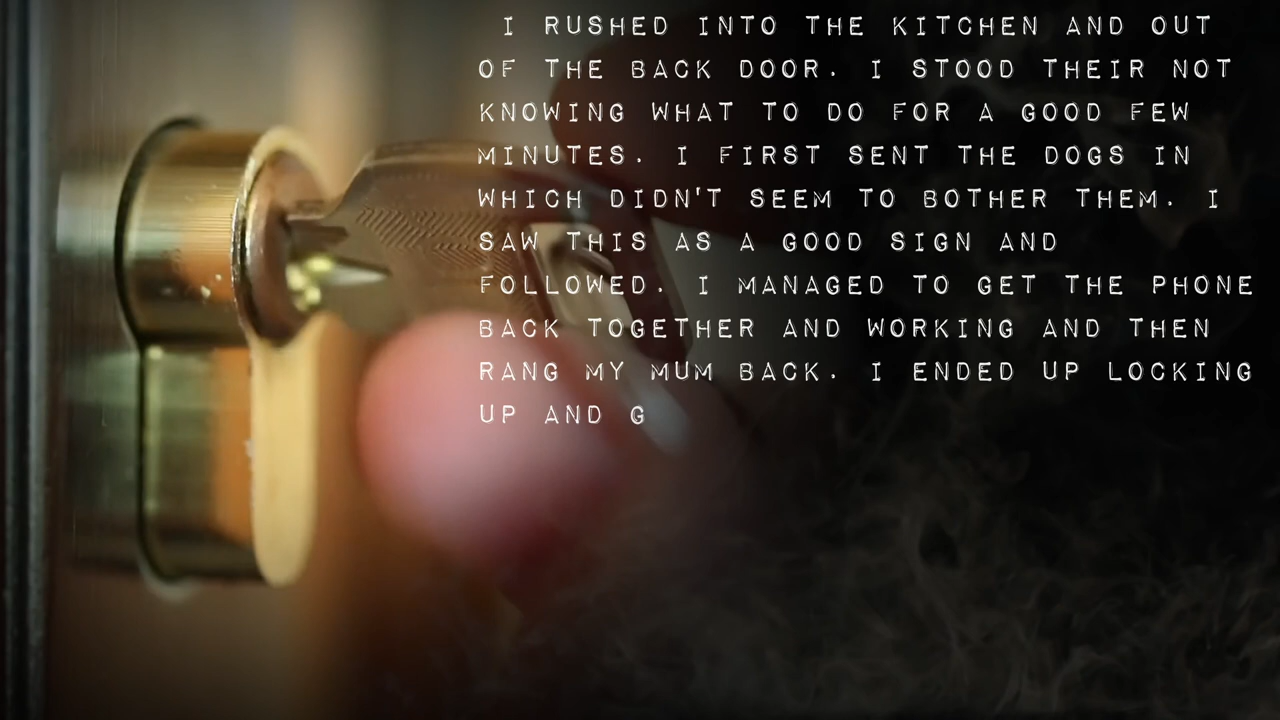 I RUSHED INTO THE KITCHEN AND OUT
OF THE BACK DOOR. I STOOD THEIR NOT
KNOWING WHAT TO DO FOR A GOOD FEW
MINUTES. I FIRST SENT THE DOGS IN
WHICH DIDN'T SEEM TO BOTHER THEM. I
SAW THIS AS A GOOD SIGN AND
FOLLOWED. I MANAGED TO GET THE PHONE
BACK TOGETHER AND WORKING AND THEN
RANG MY MUM BACK. I ENDED UP LOCKING
UP AND G